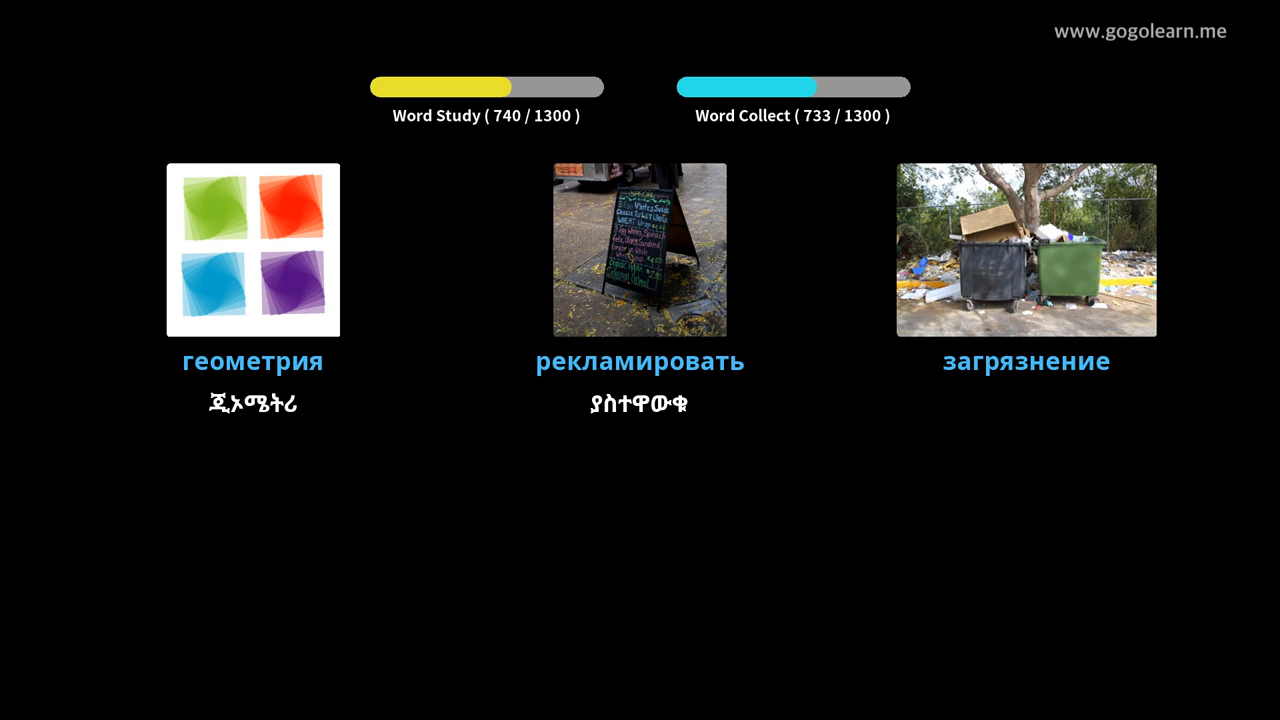 www.gogolearn.me
Word Study ( 740 / 1300 )
Word Collect ( 733 / 1300 )
геометрия
рекламировать
загрязнение
ጂኦሜትሪ
ያስተዋውቁ